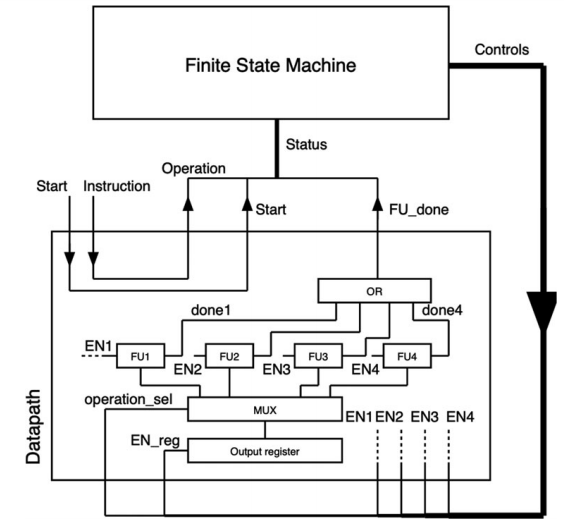 Finite State Machine
Controls
Status
Operation
Start Instruction
Start
FU_done
OR
done1
done4
EN1
FU1
FU2
FU3
FU4
EN2
EN3
EN4
operation_sel
MUX
EN1 EN2 EN3 EN4
EN_reg
Output register
Datapath